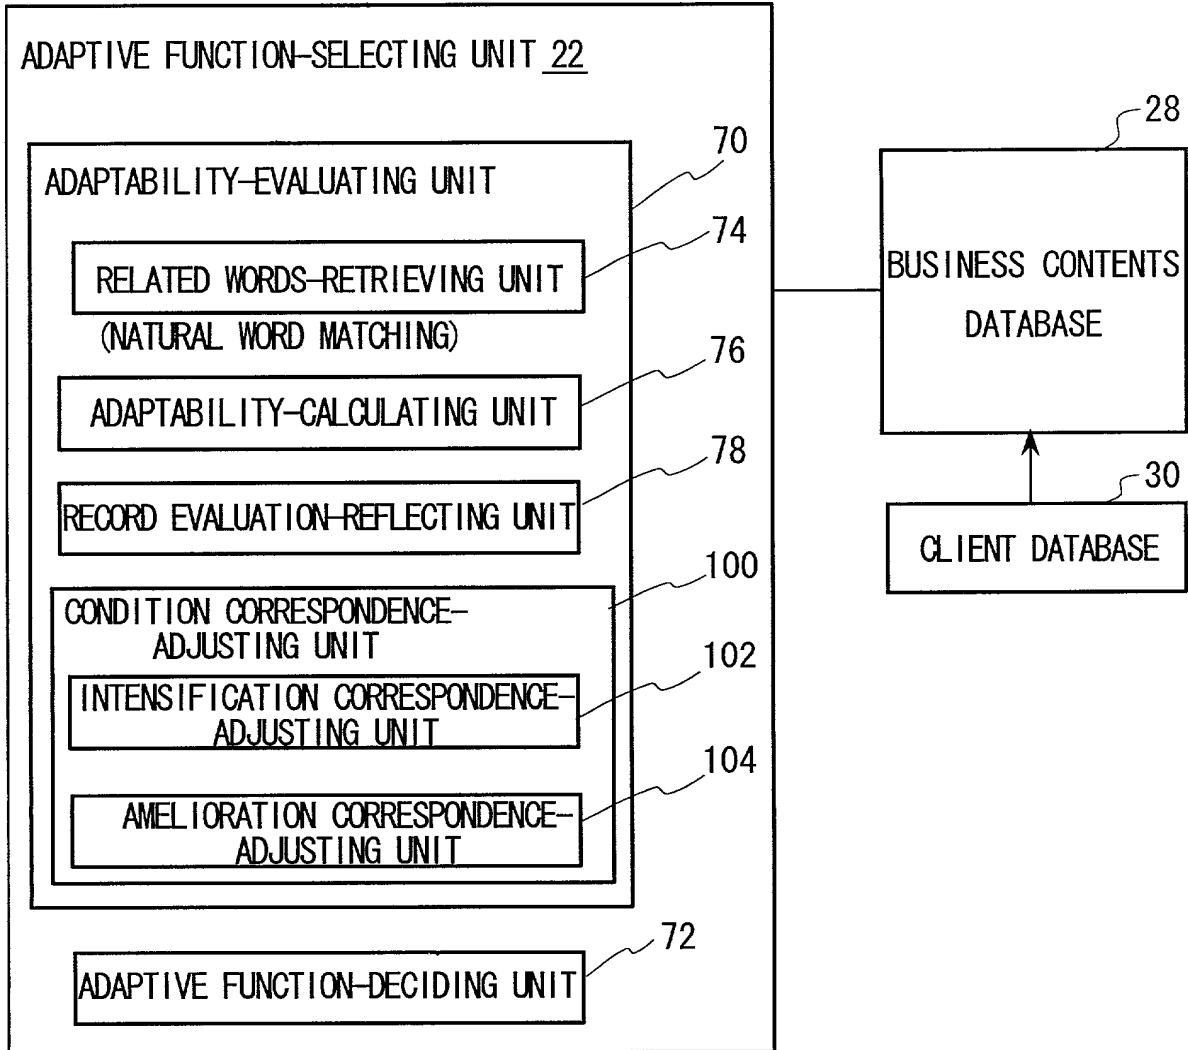 ADAPTIVE FUNCTION-SELECTING UNIT 22
28
70
ADAPTABILITY-EVALUATING UNIT
74
RELATED WORDS-RETRIEVING UNIT
(NATURAL WORD MATCHING)
BUSINESS CONTENTS
DATABASE
76
ADAPTABILITY-CALCULATING UNIT
78
RECORD EVALUATION-REFLECTING UNIT
30
CLIENT DATABASE
100
CONDITION CORRESPONDENCE-
ADJUSTING UNIT
102
INTENSIFICATION CORRESPONDENCE-
ADJUSTING UNIT
104
AMELIORATION CORRESPONDENCE-
ADJUSTING UNIT
72
ADAPTIVE FUNCTION-DECIDING UNIT